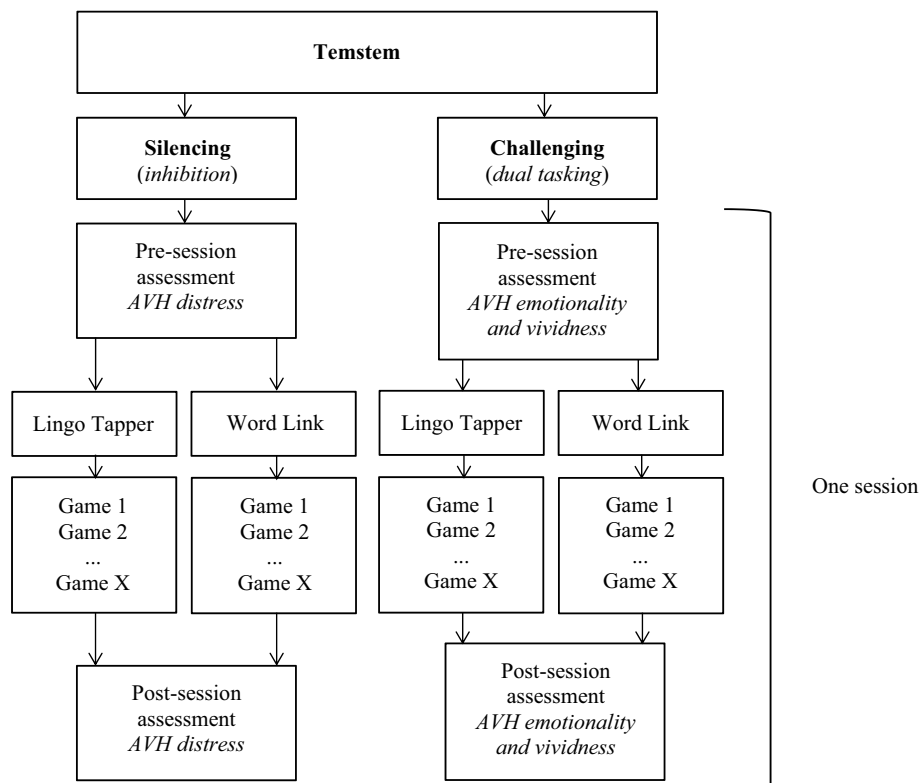 Temstem
Silencing
(inhibition)
Challenging
(dual tasking)
Pre-session
assessment
AVH distress
Pre-session
assessment
AVH emotionality
and vividness
Lingo Tapper
Word Link
Lingo Tapper
Word Link
Game 1
Game 2
...
Game X
Game 1
Game 2
...
Game X
Game 1
Game 2
...
Game X
Game 1
Game 2
...
Game X
One session
Post-session
assessment
AVH distress
Post-session
assessment
AVH emotionality
and vividness